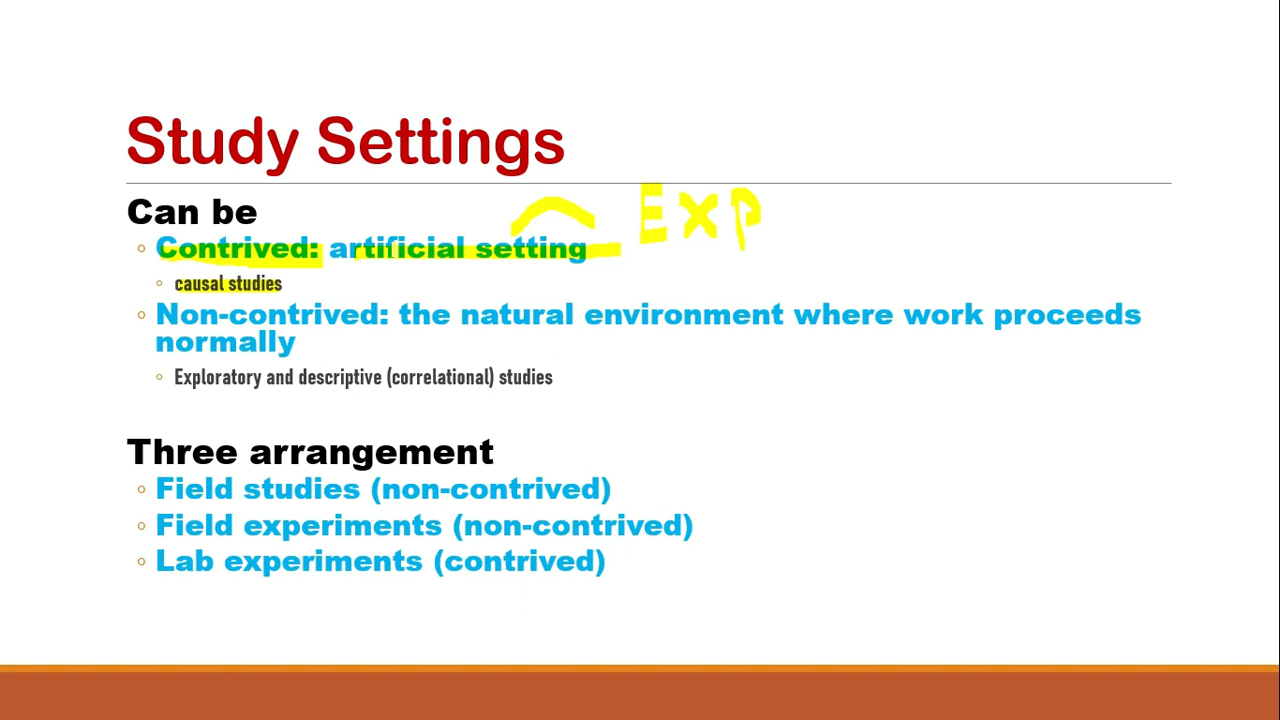 Study Settings
Can be
Exp
Contrived: artificial setting
causal studies
Non-contrived: the natural environment where work proceeds
normally
Exploratory and descriptive (correlational) studies
Three arrangement
Field studies (non-contrived)
Field experiments (non-contrived)
Lab experiments (contrived)